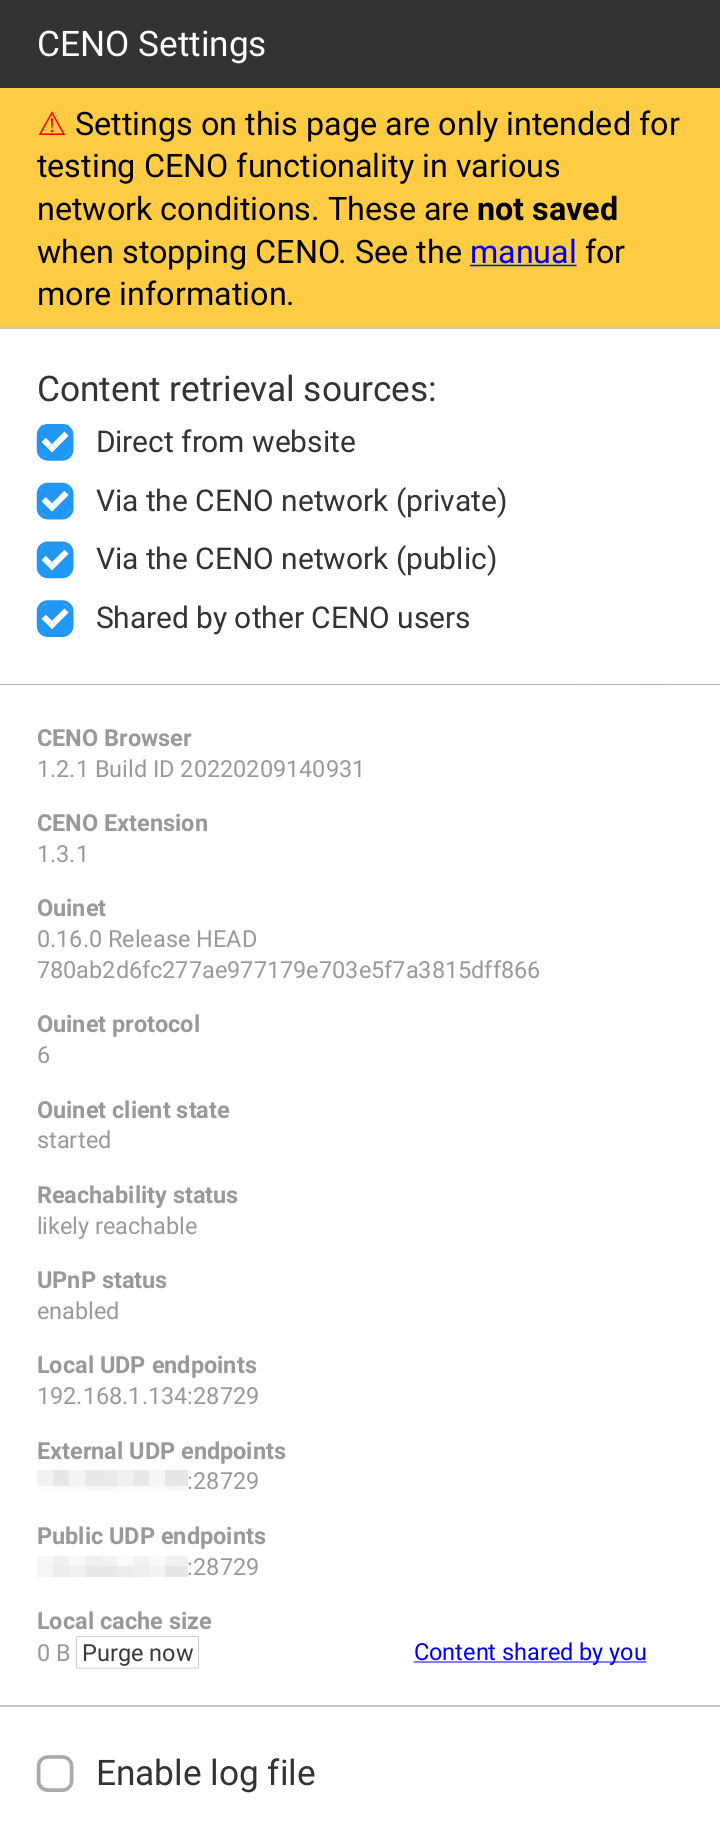 CENO Settings
⚠ Settings on this page are only intended for
testing CENO functionality in various
network conditions. These are not saved
when stopping CENO. See the manual for
more information.
Content retrieval sources:
Direct from website
Via the CENO network (private)
Via the CENO network (public)
Shared by other CENO users
CENO Browser
1.2.1 Build ID 20220209140931
CENO Extension
1.3.1
Ouinet
0.16.0 Release HEAD
780ab2d6fc277ae977179e703e5f7a3815dff866
Ouinet protocol
6
Ouinet client state
started
Reachability status
likely reachable
UPnP status
enabled
Local UDP endpoints
192.168.1.134:28729
External UDP endpoints
:28729
Public UDP endpoints
:28729
Local cache size
0 B Purge now Content shared by you
Enable log file